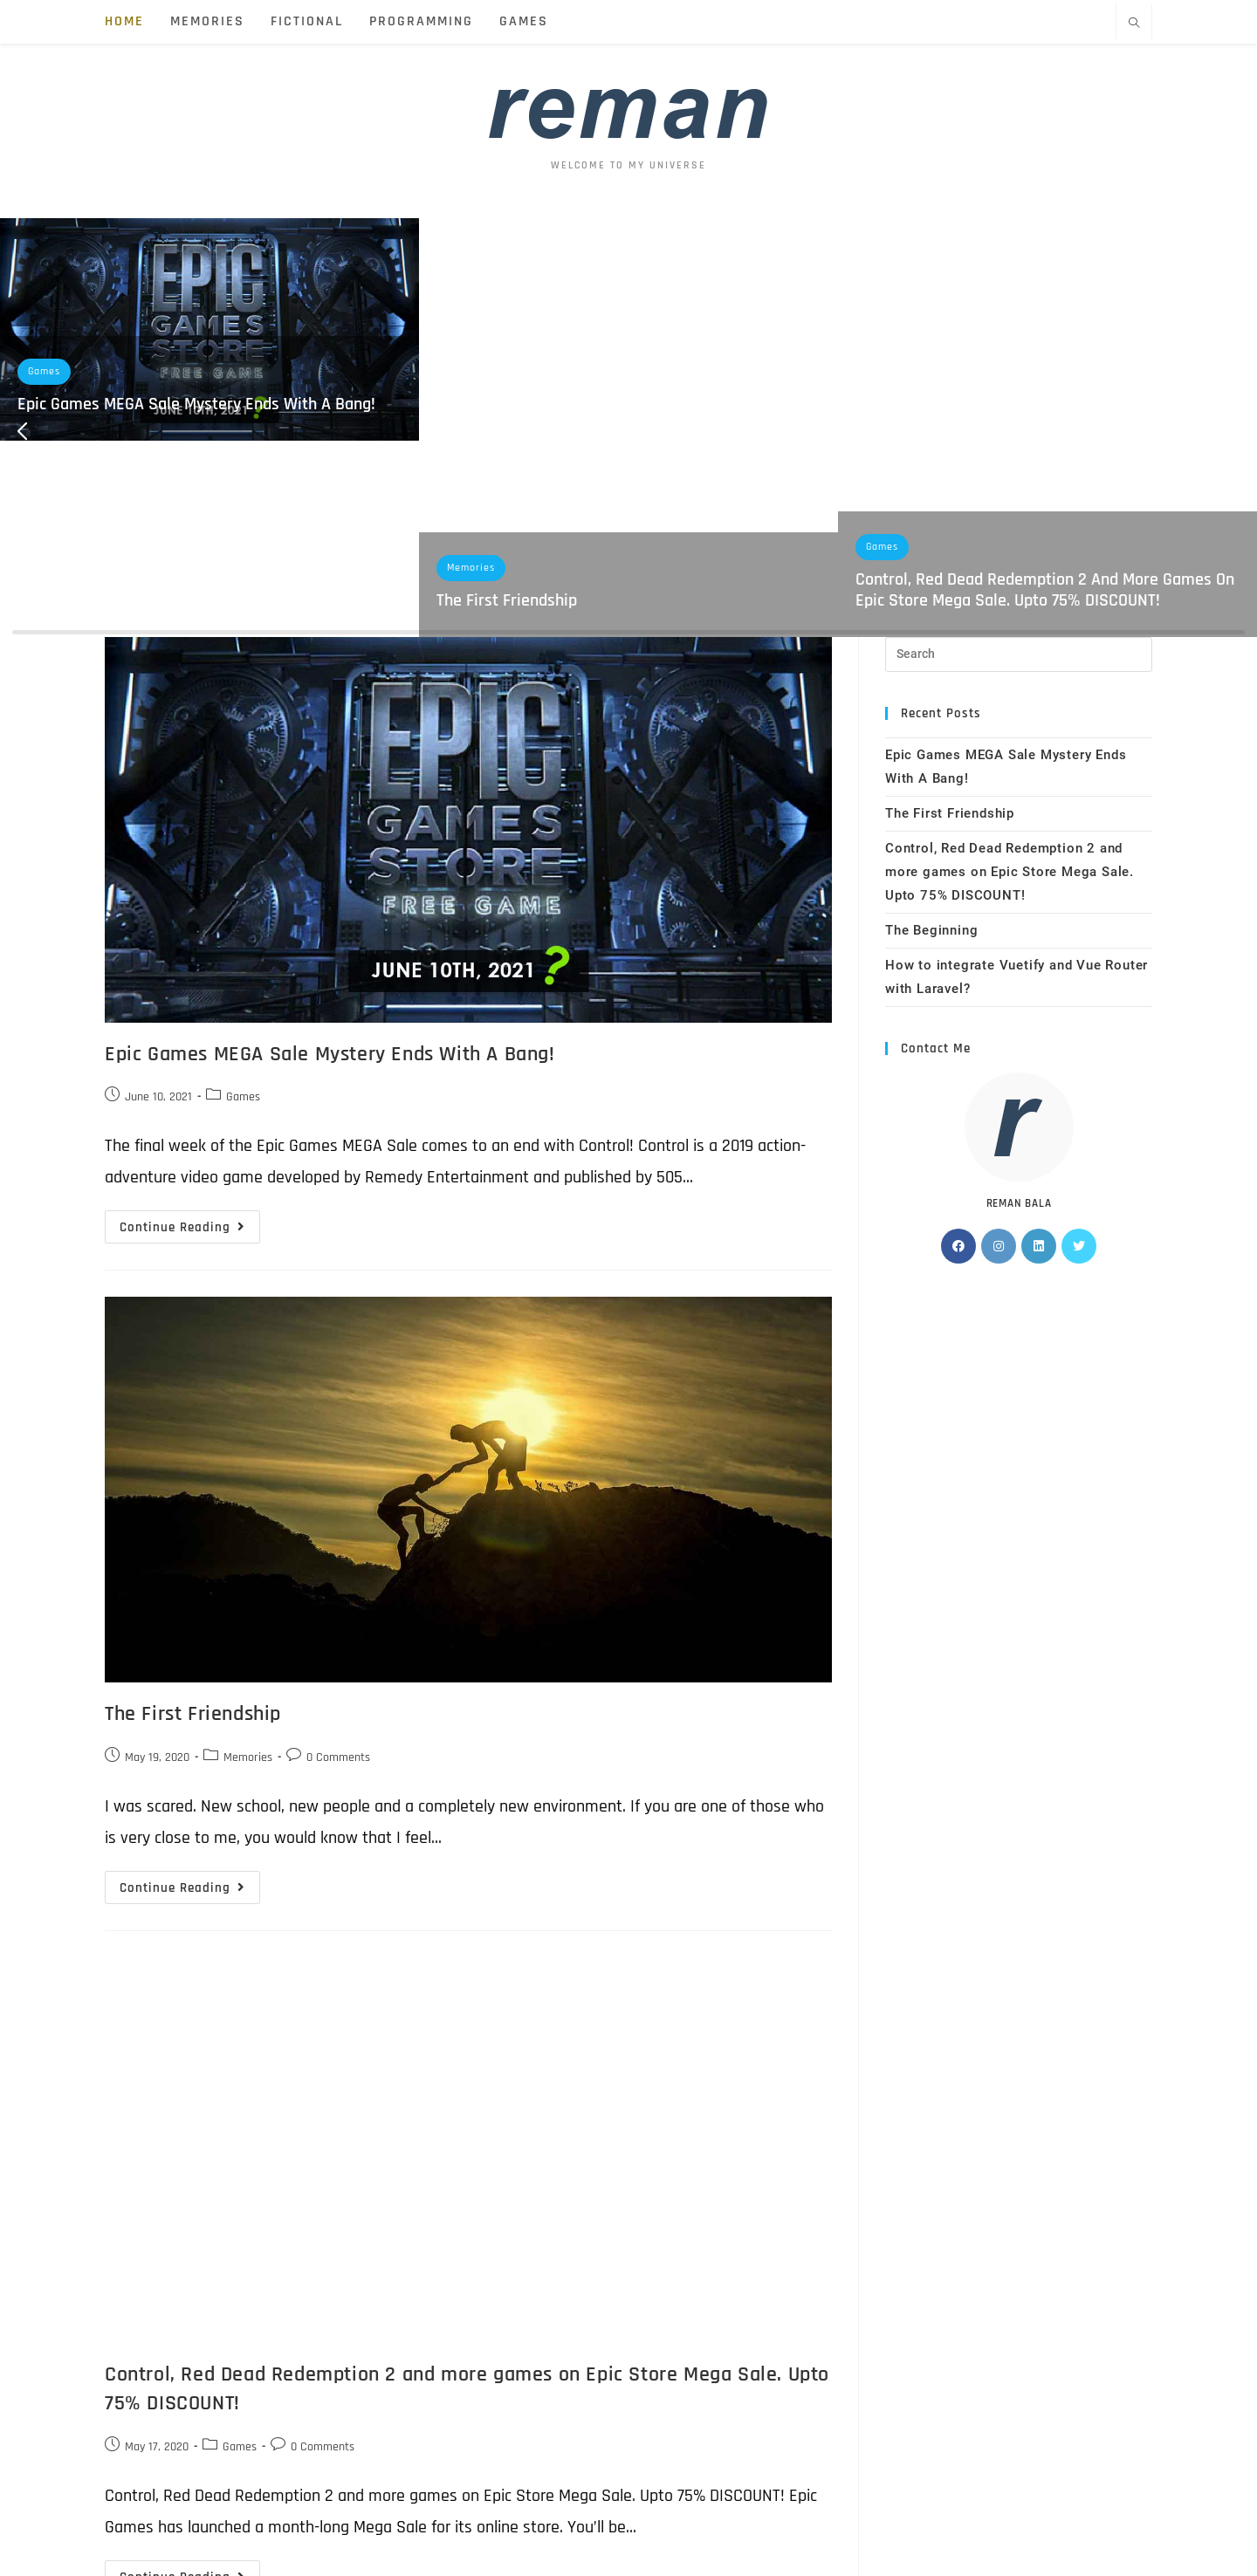 HOME MEMORIES FICTIONAL PROGRAMMING GAMES
reman
WELCOME TO MY UNIVERSE
EPIC
GAMES
STORE
FREE GAME
JUNE 10TH, 2021 ?
Games
Epic Games MEGA Sale Mystery Ends With A Bang!
Memories
The First Friendship
Games
Control, Red Dead Redemption 2 And More Games On
Epic Store Mega Sale. Upto 75% DISCOUNT!
EPIC
GAMES
STORE
FREE GAME
JUNE 10TH, 2021 ?
Epic Games MEGA Sale Mystery Ends With A Bang!
June 10, 2021 - Games
The final week of the Epic Games MEGA Sale comes to an end with Control! Control is a 2019 action-
adventure video game developed by Remedy Entertainment and published by 505…
Continue Reading
The First Friendship
May 19, 2020 - Memories - 0 Comments
I was scared. New school, new people and a completely new environment. If you are one of those who
is very close to me, you would know that I feel…
Continue Reading
Control, Red Dead Redemption 2 and more games on Epic Store Mega Sale. Upto
75% DISCOUNT!
May 17, 2020 - Games - 0 Comments
Control, Red Dead Redemption 2 and more games on Epic Store Mega Sale. Upto 75% DISCOUNT! Epic
Games has launched a month-long Mega Sale for its online store. You’ll be…
Continue Reading
Search
Recent Posts
Epic Games MEGA Sale Mystery Ends
With A Bang!
The First Friendship
Control, Red Dead Redemption 2 and
more games on Epic Store Mega Sale.
Upto 75% DISCOUNT!
The Beginning
How to integrate Vuetify and Vue Router
with Laravel?
Contact Me
r
REMAN BALA